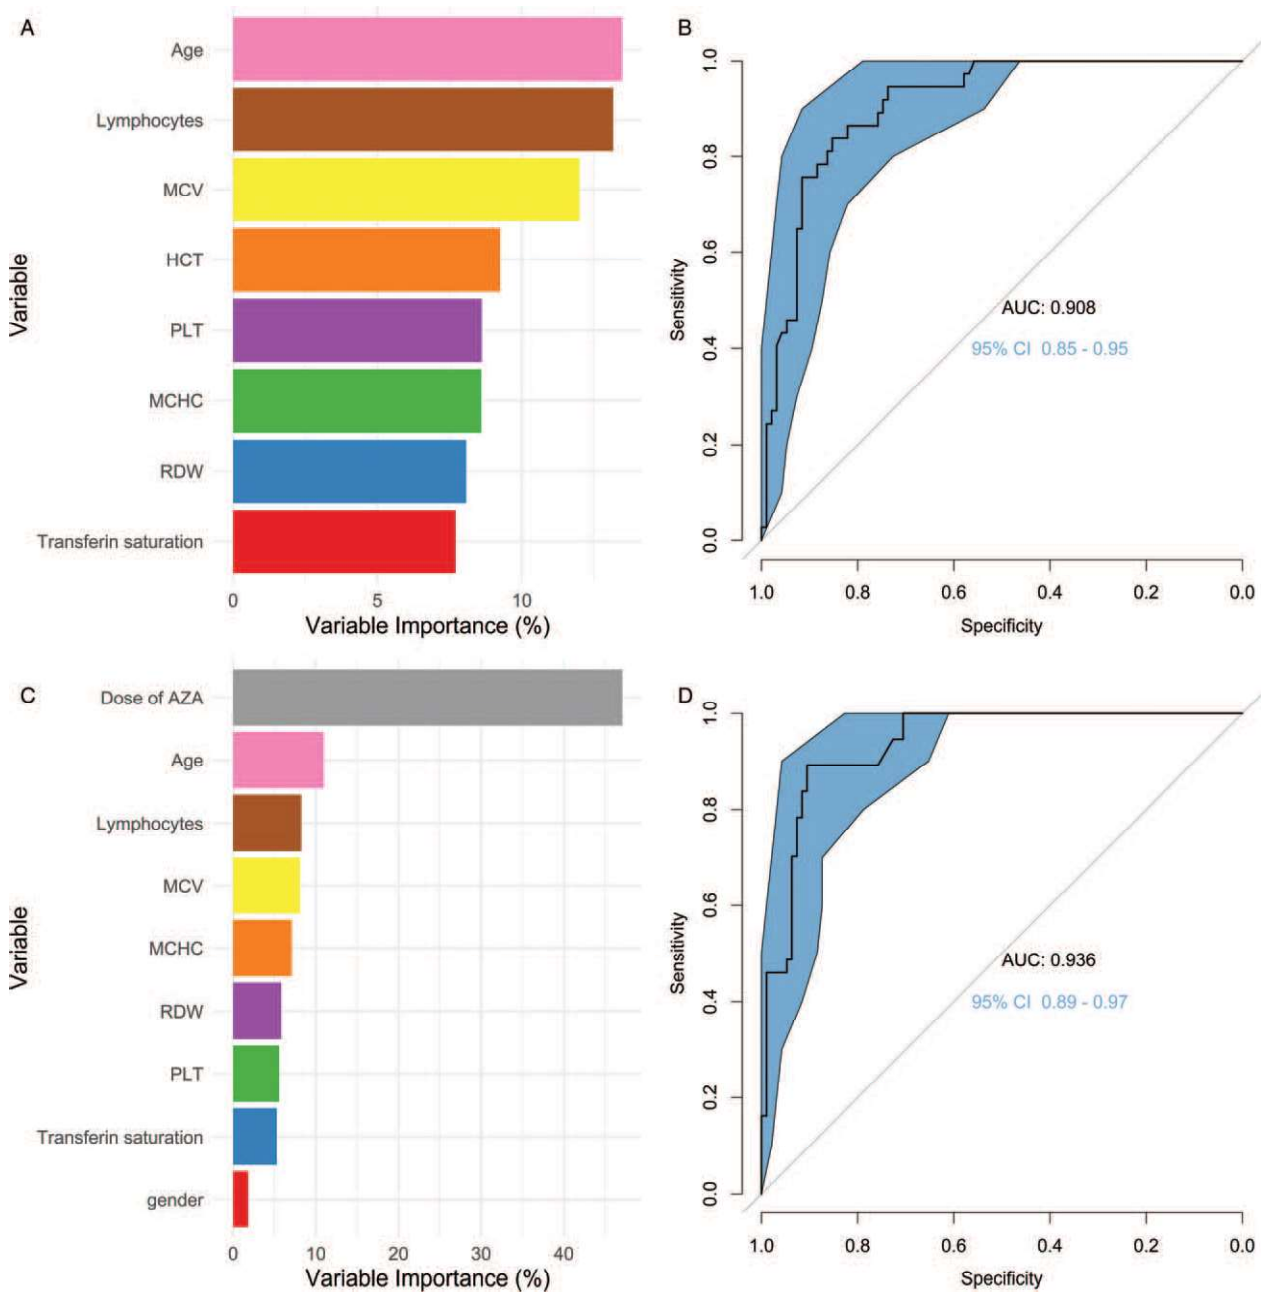 A
Variable
Age
Lymphocytes
MCV
HCT
PLT
MCHC
RDW
Transferin saturation
0 5 10
Variable Importance (%)
B
Sensitivity
1.0
0.8
0.6
0.4
0.2
0.0
AUC: 0.908
95% CI 0.85 - 0.95
1.0 0.8 0.6 0.4 0.2 0.0
Specificity
C
Variable
Dose of AZA
Age
Lymphocytes
MCV
MCHC
RDW
PLT
Transferin saturation
gender
0 10 20 30 40
Variable Importance (%)
D
Sensitivity
1.0
0.8
0.6
0.4
0.2
0.0
AUC: 0.936
95% CI 0.89 - 0.97
1.0 0.8 0.6 0.4 0.2 0.0
Specificity